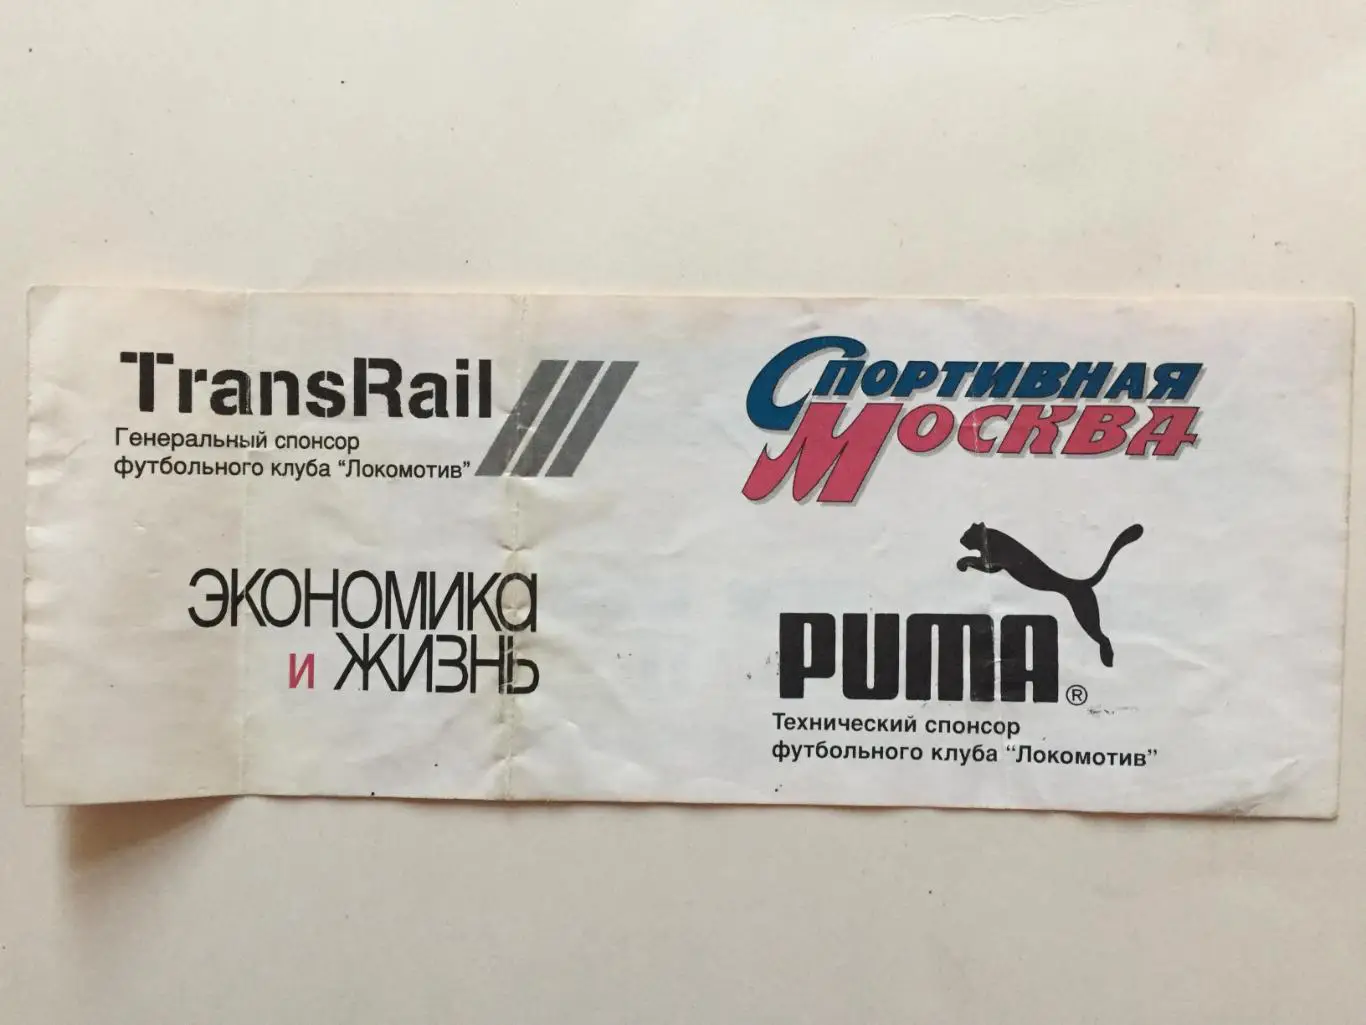 TransRail
Генеральный спонсор
футбольного клуба "Локомотив"
ЭКОНОМИКА
и ЖИЗНЬ
СПОРТИВНАЯ
МОСКВА
PUMA ®
Технический спонсор
футбольного клуба "Локомотив"